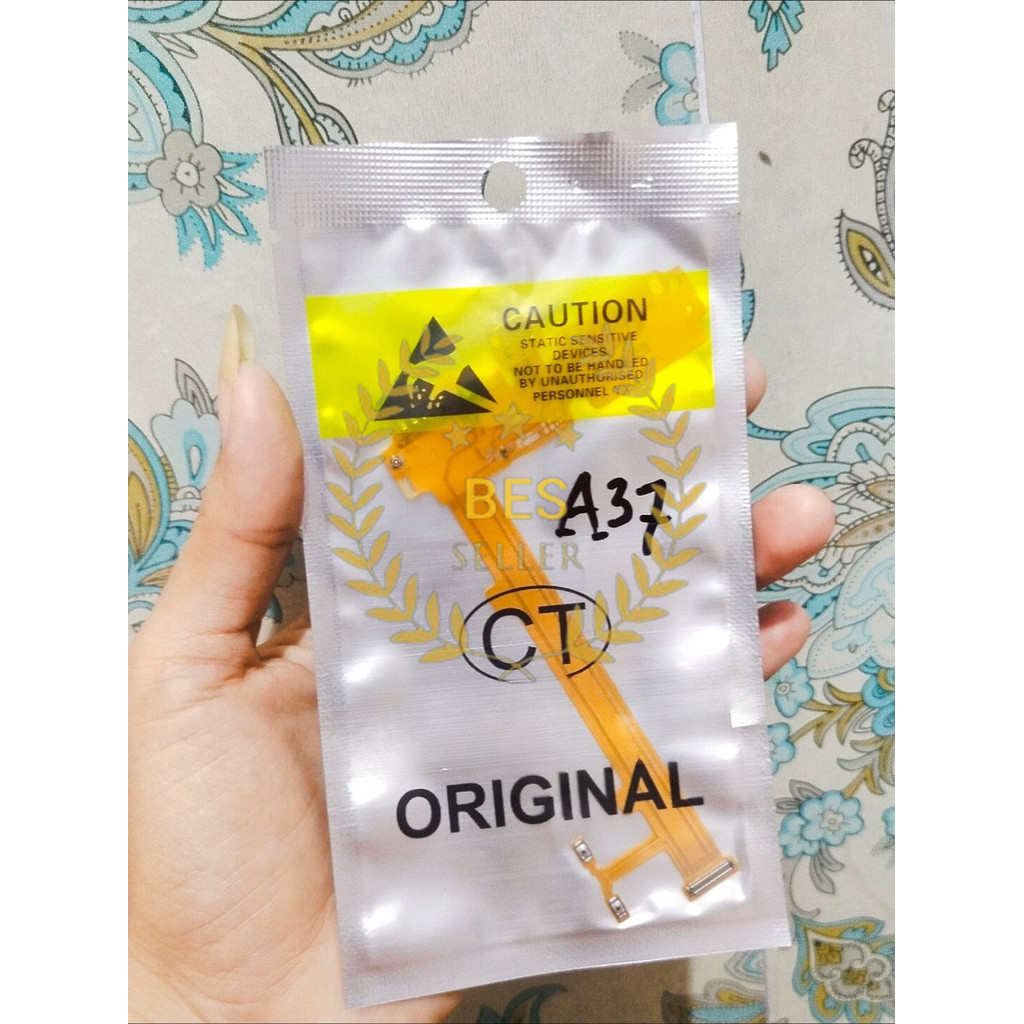 CAUTION
STATIC SENSITIVE
DEVICES
NOT TO BE HANDLED
BY UNAUTHORISED
PERSONNEL
BES
A37
SELLER
CT
ORIGINAL